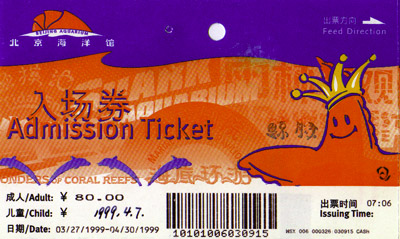 出票方向
Feed Direction
BEIJING AQUARIUM
北京海洋馆
入场券
Admission Ticket
OF CORAL REEFS
成人/Adult: ¥ 80.00
儿童/Child: ¥ 1999.4.7.
日期/Date: 03/27/1999-04/30/1999
10101006030915
出票时间 07:06
Issuing Time:
WSY 006 000326 030915 CASH